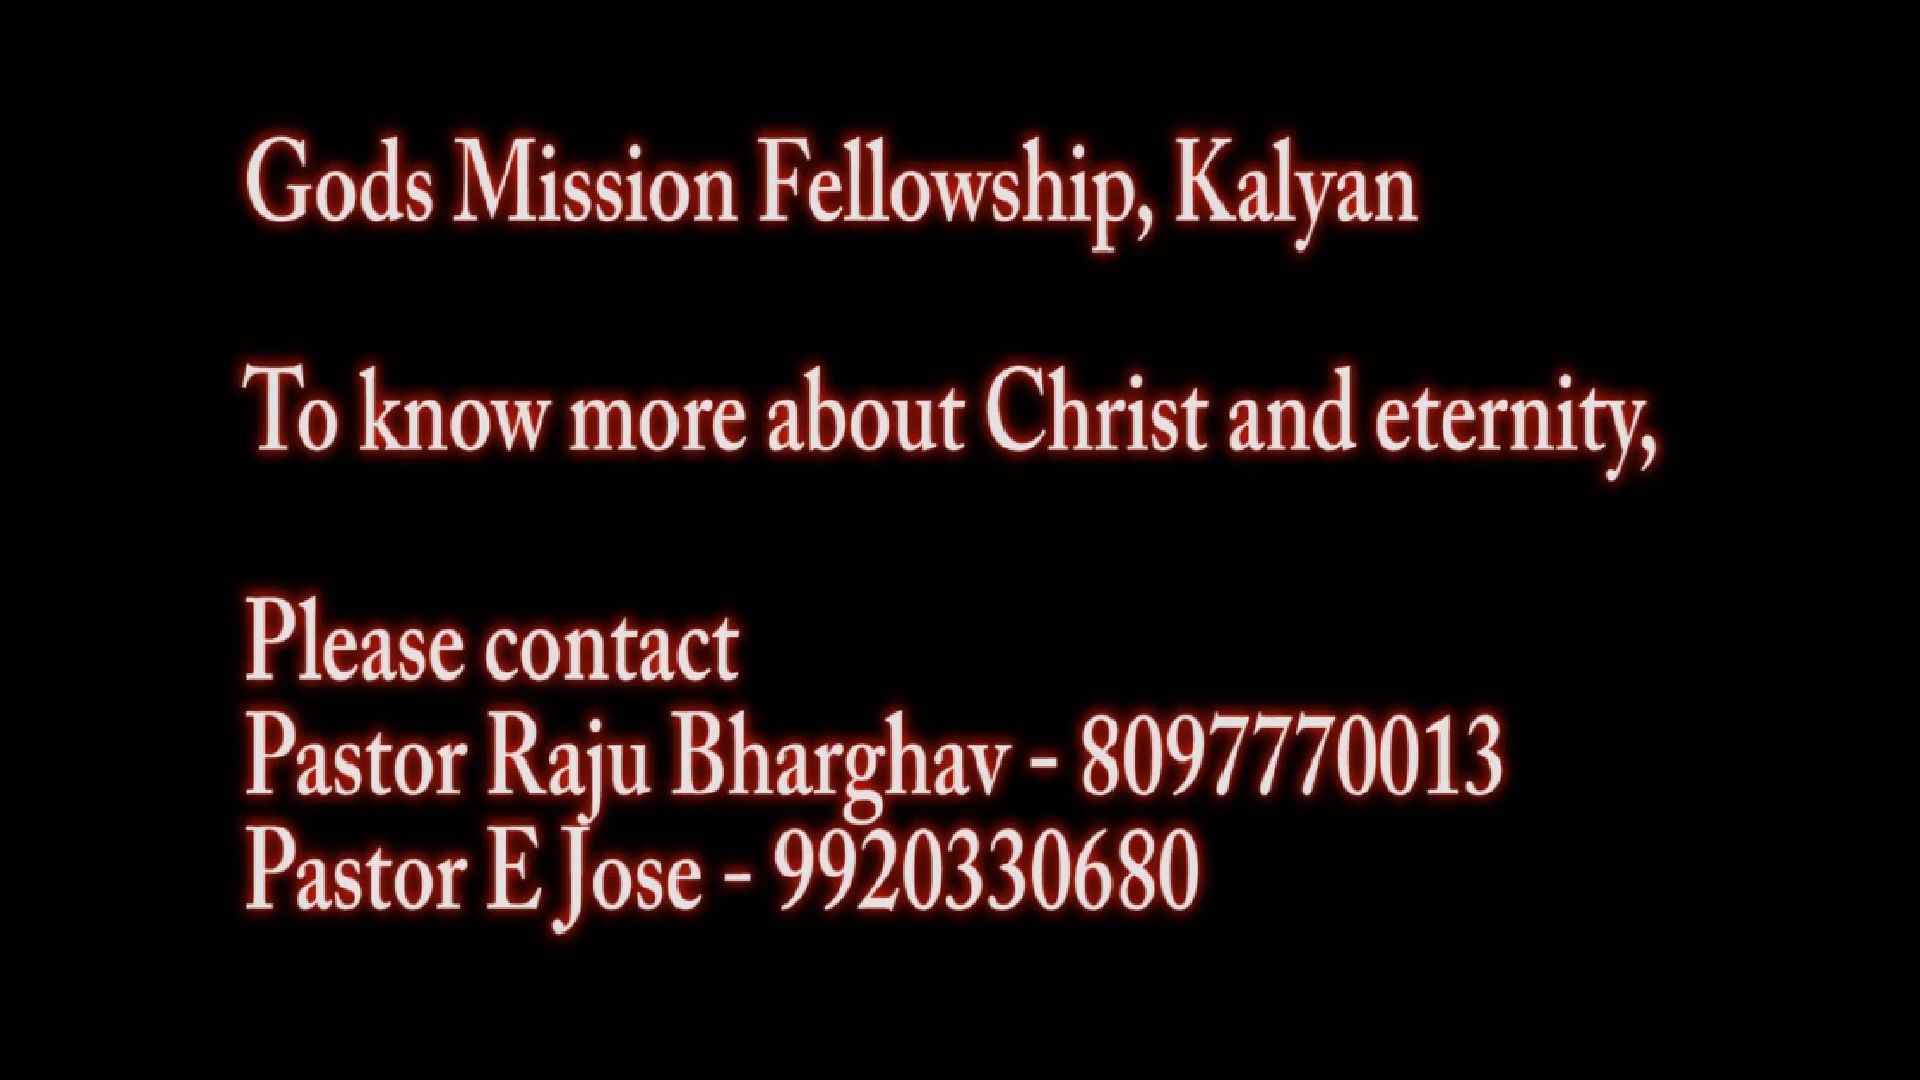 Gods Mission Fellowship, Kalyan
To know more about Christ and eternity,
Please contact
Pastor Raju Bharghav - 8097770013
Pastor E Jose - 9920330680